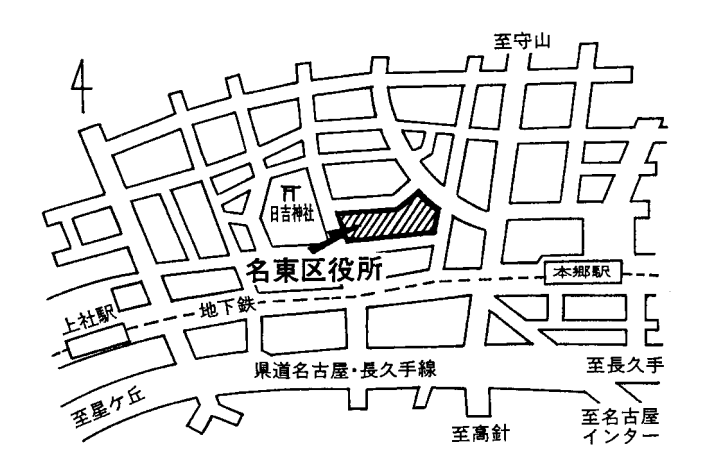 至守山
日吉神社
名東区役所
本郷駅
地下鉄
上社駅
県道名古屋・長久手線
至長久手
至星ケ丘
至高針
至名古屋
インター